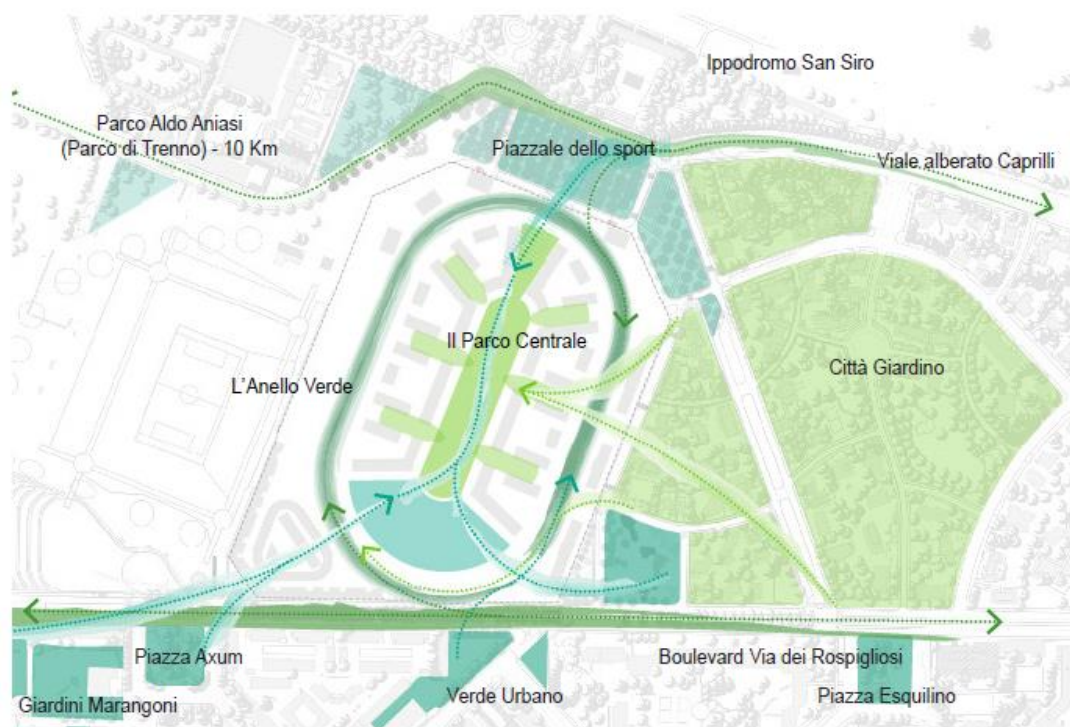 Ippodromo San Siro
Parco Aldo Aniasi
(Parco di Trenno) - 10 Km
Piazzale dello sport
Viale alberato Caprilli
Il Parco Centrale
L'Anello Verde
Città Giardino
Piazza Axum
Boulevard Via dei Rospigliosi
Giardini Marangoni
Verde Urbano
Piazza Esquilino